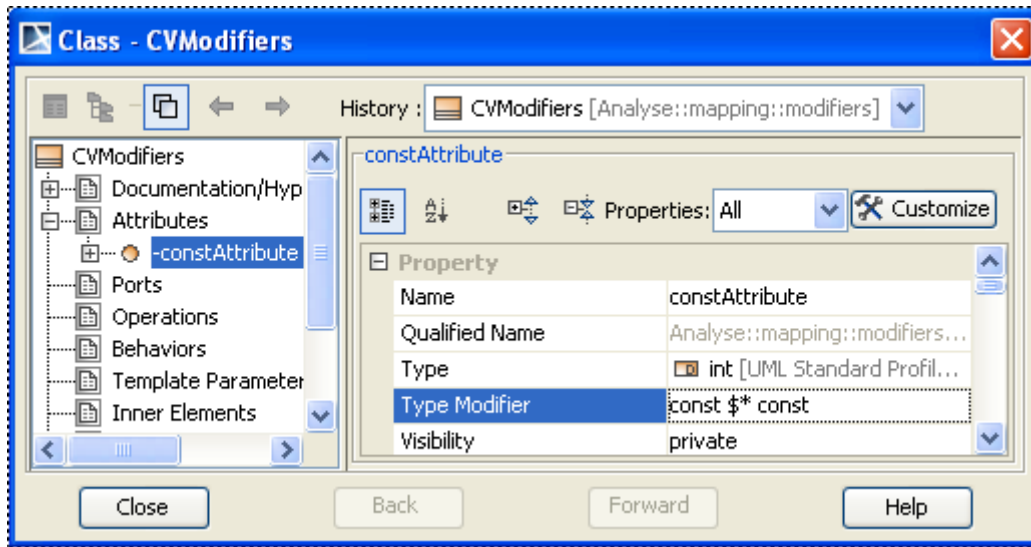 Class - CVModifiers
History : CVModifiers [Analyse::mapping::modifiers]
CVModifiers
Documentation/Hyp
Attributes
-constAttribute
Ports
Operations
Behaviors
Template Parameter
Inner Elements
constAttribute
Properties: All Customize
Property
Name constAttribute
Qualified Name Analyse::mapping::modifiers...
Type int [UML Standard Profil...
Type Modifier const $* const
Visibility private
Close Back Forward Help